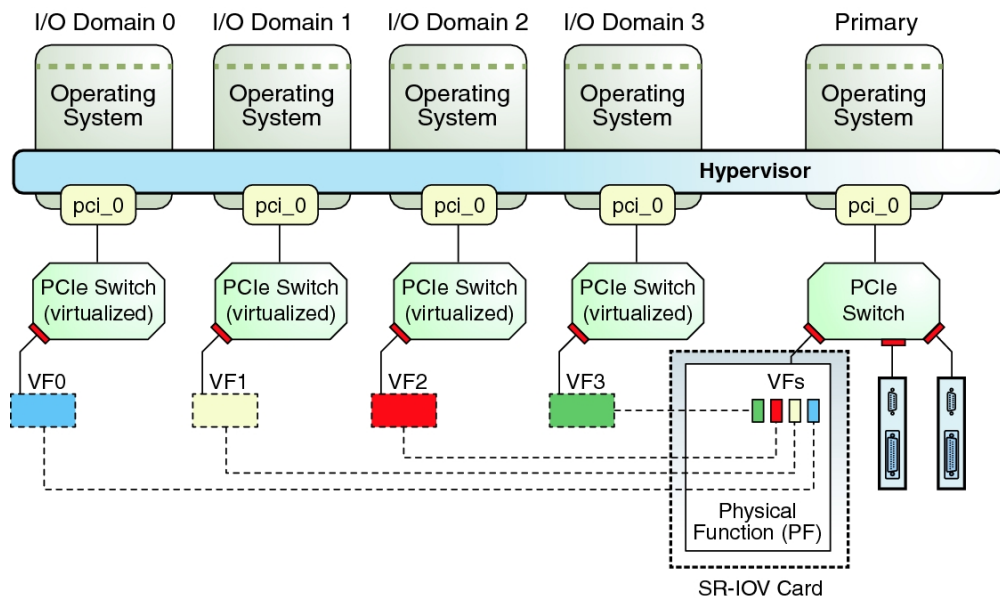 I/O Domain 0
I/O Domain 1
I/O Domain 2
I/O Domain 3
Primary
Operating
System
Operating
System
Operating
System
Operating
System
Operating
System
Hypervisor
pci_0
pci_0
pci_0
pci_0
pci_0
PCIe Switch
(virtualized)
PCIe Switch
(virtualized)
PCIe Switch
(virtualized)
PCIe Switch
(virtualized)
PCIe
Switch
VF0
VF1
VF2
VF3
VFs
Physical
Function (PF)
SR-IOV Card